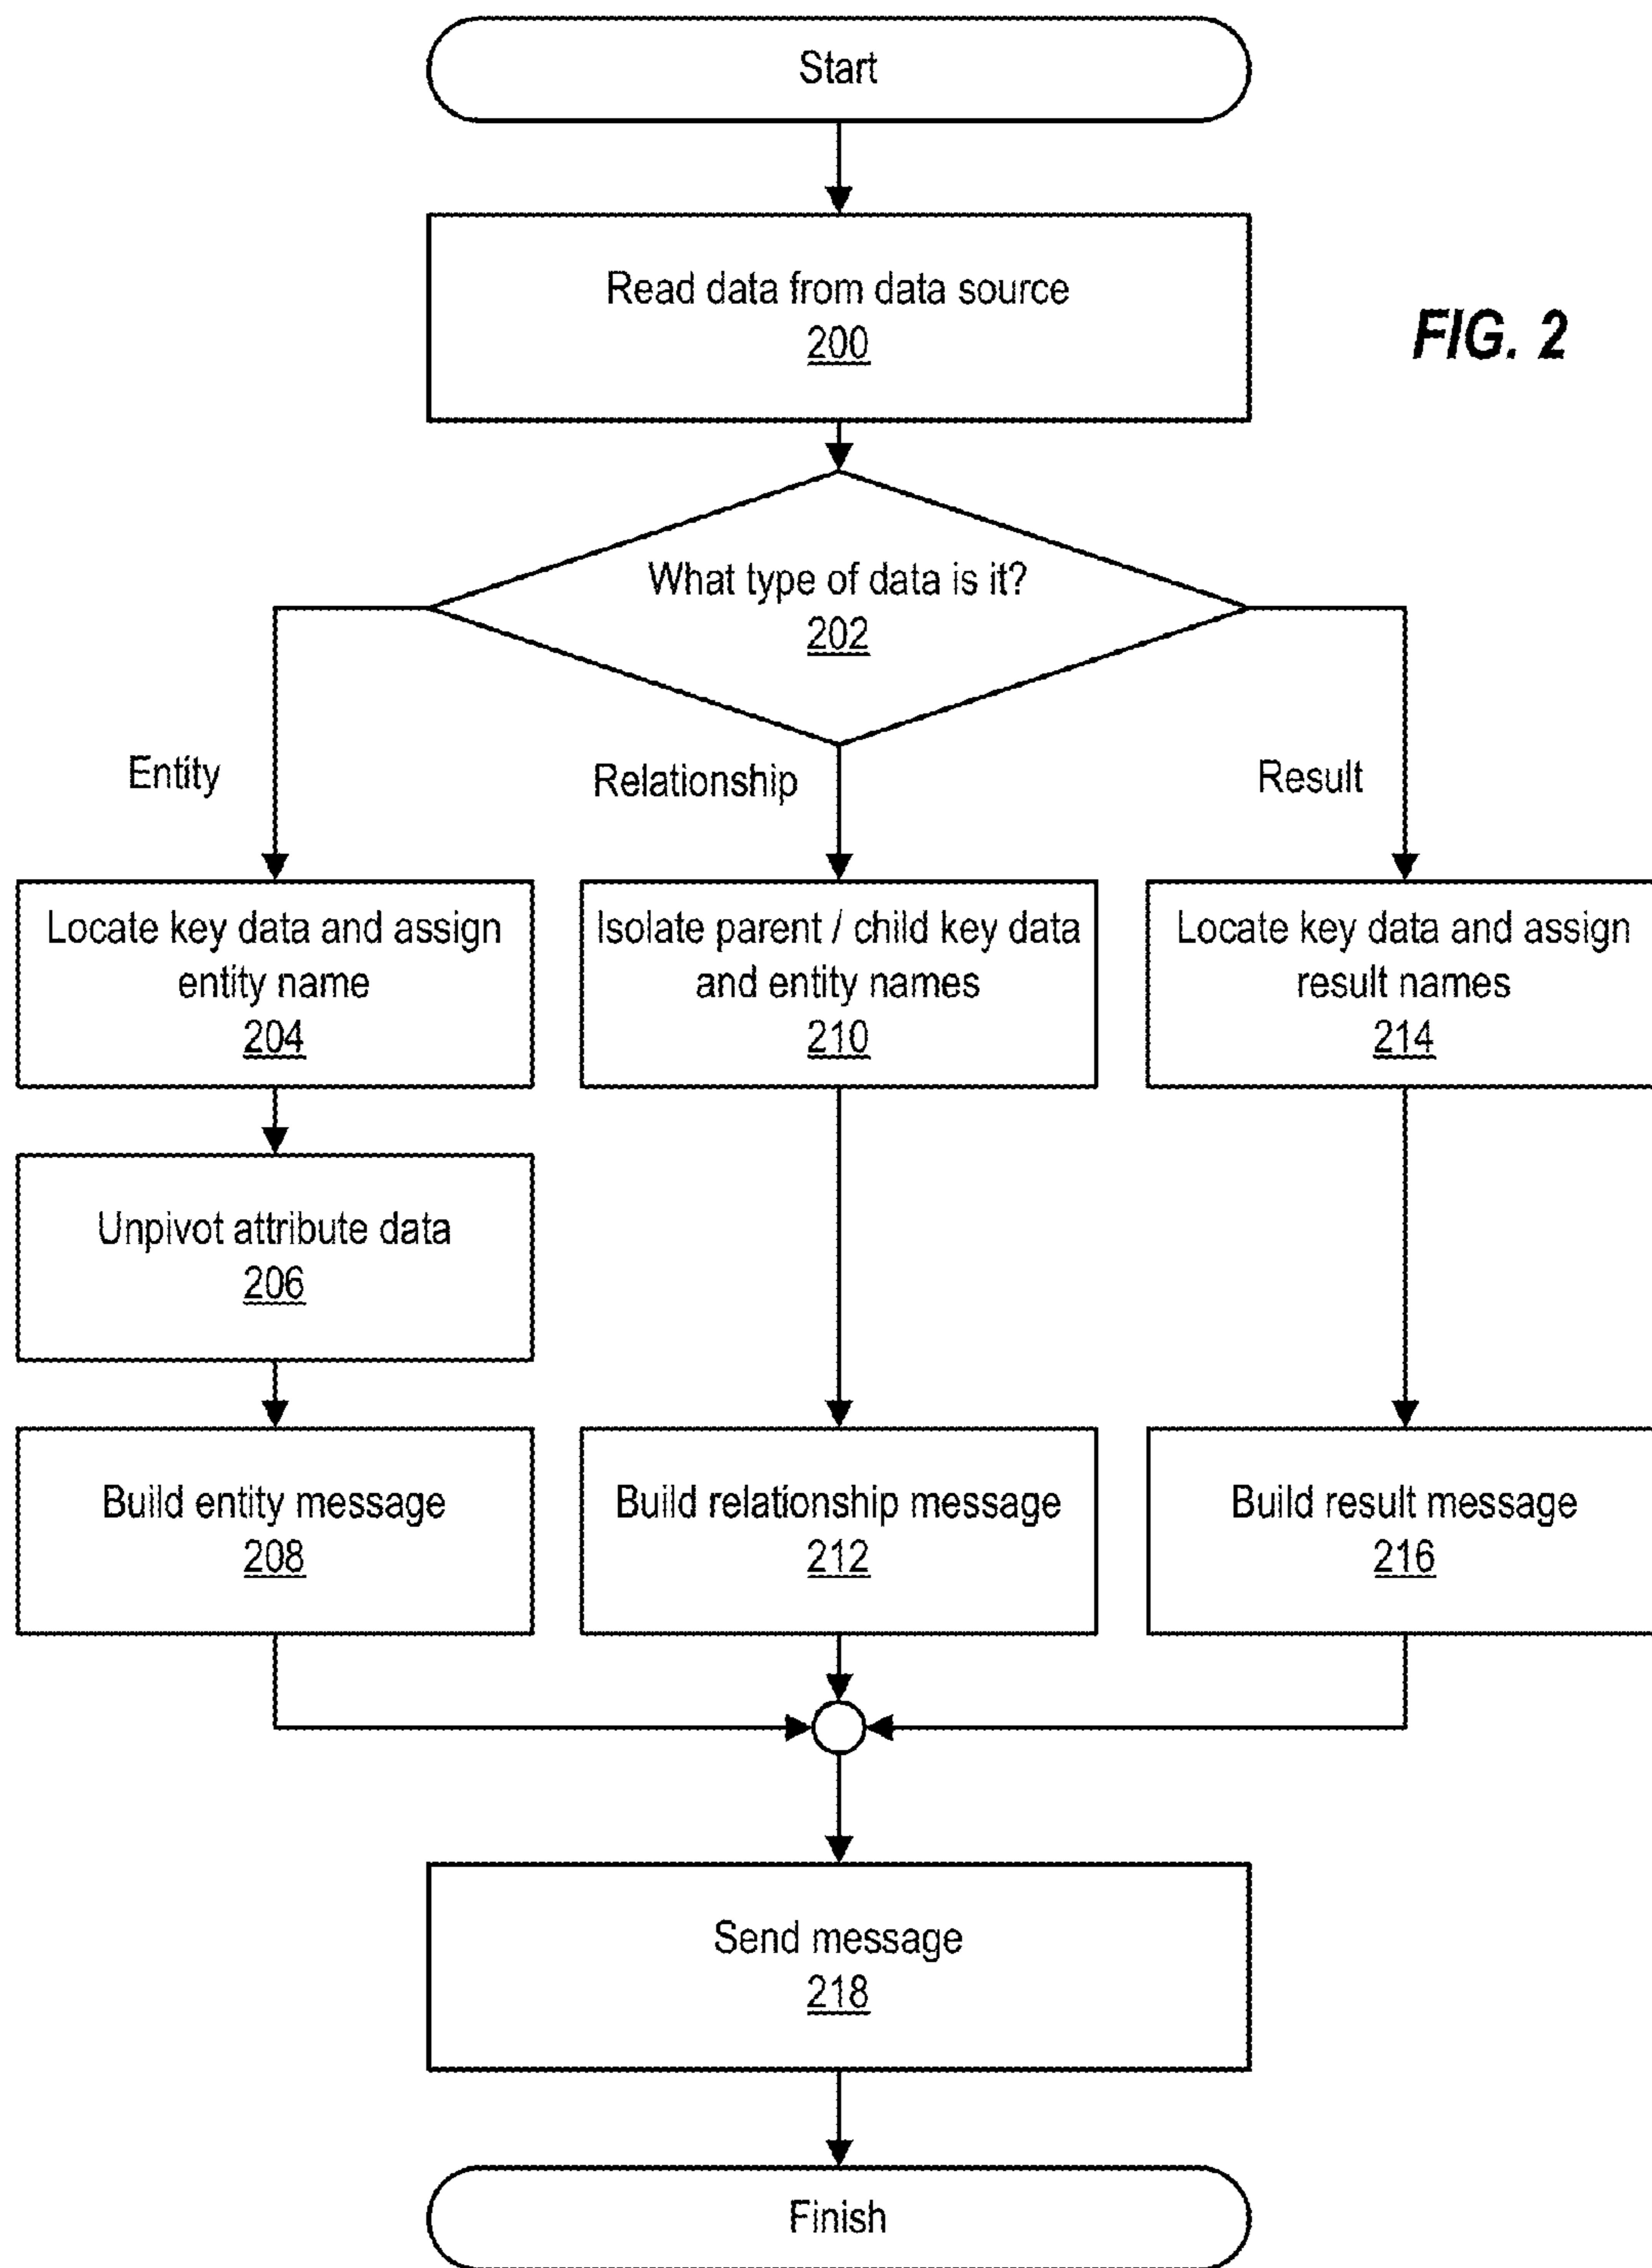 Start
Read data from data source
200
FIG. 2
What type of data is it?
202
Entity
Relationship
Result
Locate key data and assign
entity name
204
Isolate parent / child key data
and entity names
210
Locate key data and assign
result names
214
Unpivot attribute data
206
Build entity message
208
Build relationship message
212
Build result message
216
Send message
218
Finish